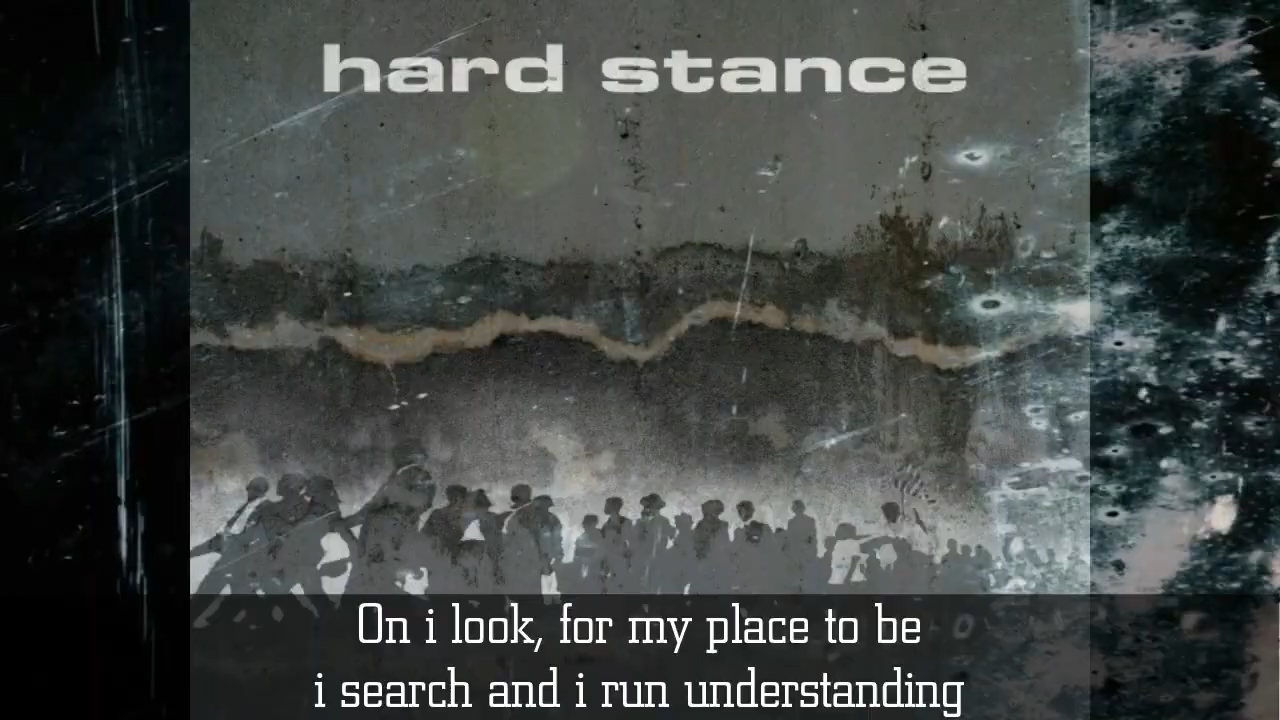 hard stance
On i look, for my place to be
i search and i run understanding